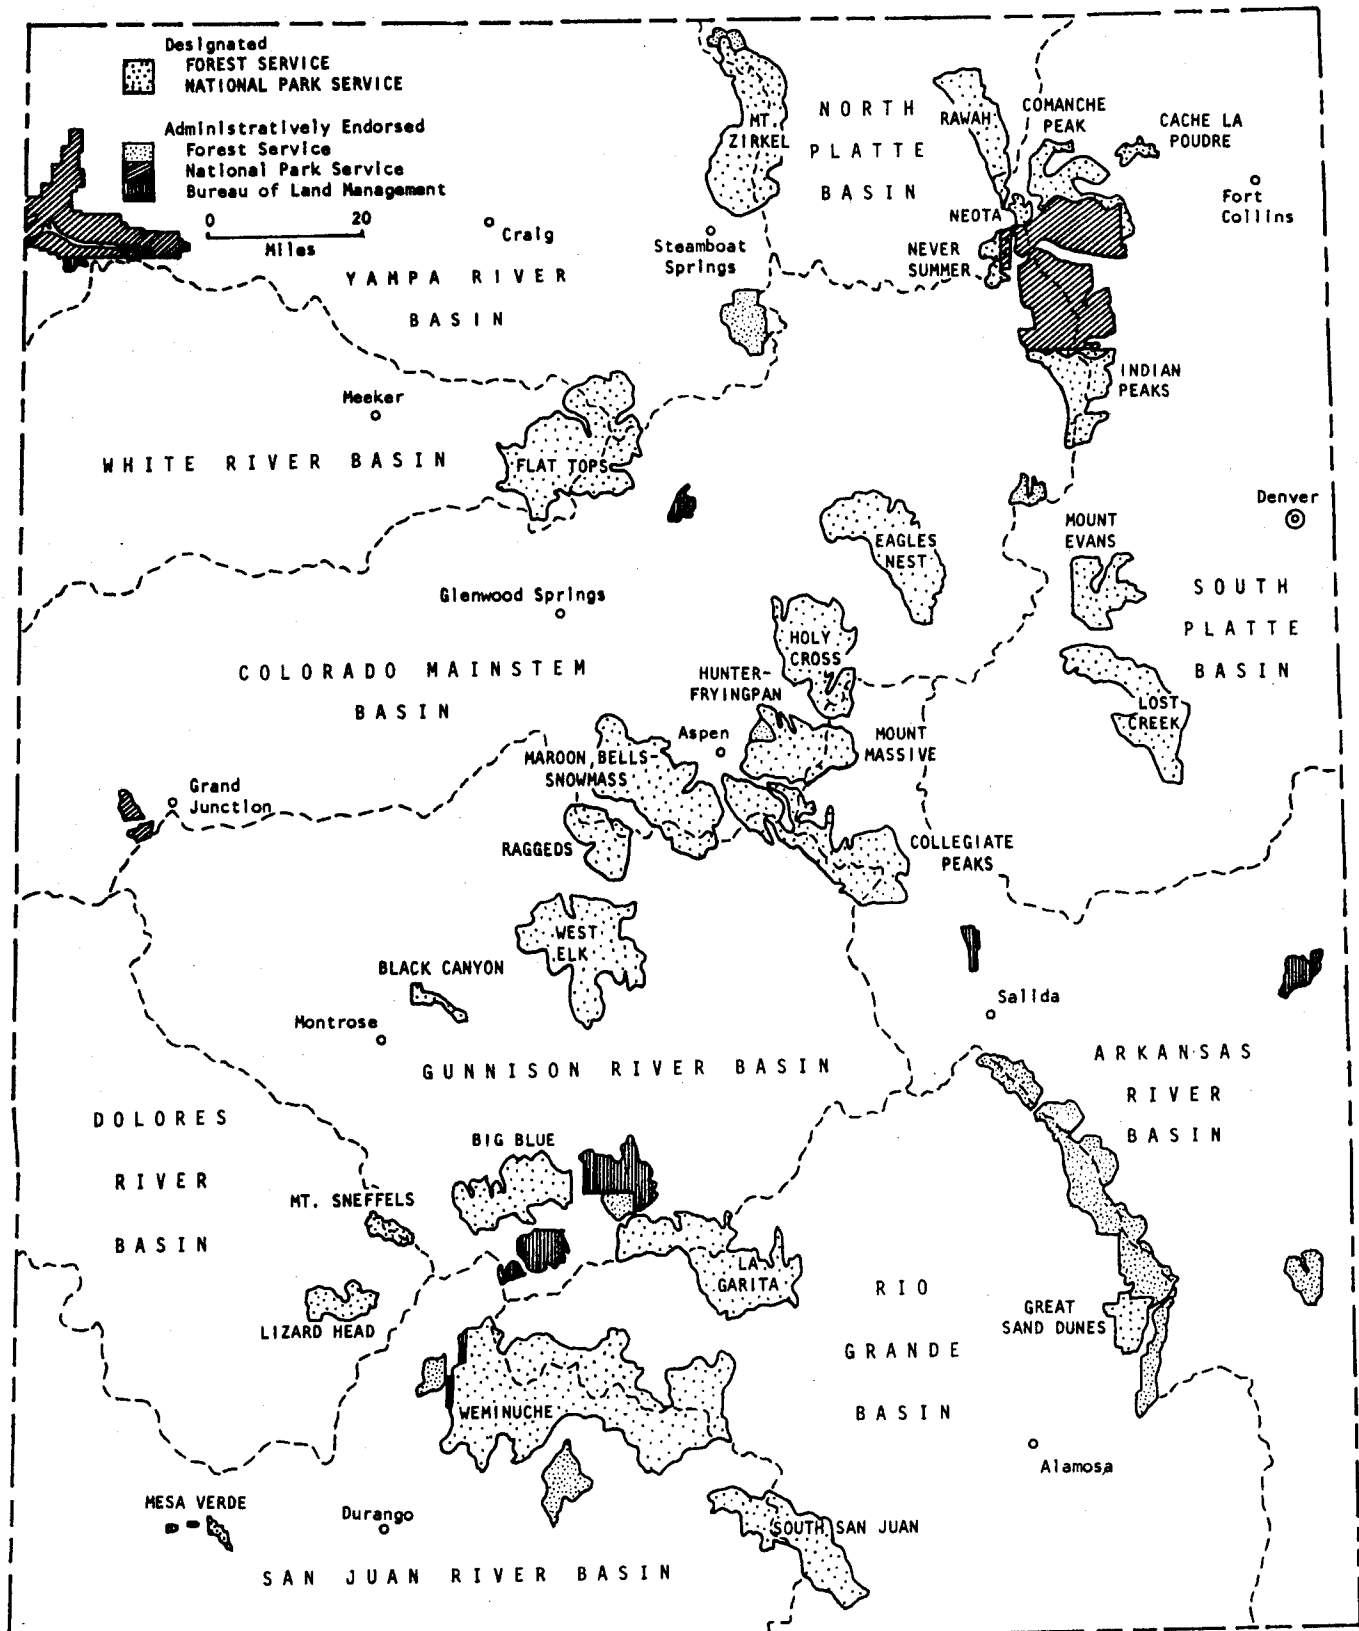 Designated
FOREST SERVICE
NATIONAL PARK SERVICE
Administratively Endorsed
Forest Service
National Park Service
Bureau of Land Management
0 20
Miles
Craig
YAMPA RIVER
BASIN
MT.
ZIRKEL
NORTH
PLATTE
BASIN
RAWAH
COMANCHE
PEAK
CACHE LA
POUDRE
Fort
Collins
NEOTA
NEVER
SUMMER
Steamboat
Springs
INDIAN
PEAKS
Meeker
WHITE RIVER BASIN
FLAT TOPS
EAGLES
NEST
Denver
MOUNT
EVANS
SOUTH
PLATTE
BASIN
Glenwood Springs
HOLY
CROSS
COLORADO MAINSTEM
BASIN
HUNTER-
FRYINGPAN
LOST
CREEK
Aspen
MOUNT
MASSIVE
MAROON BELLS-
SNOWMASS
Grand
Junction
RAGGEDS
COLLEGIATE
PEAKS
WEST
ELK
BLACK CANYON
Salida
Montrose
GUNNISON RIVER BASIN
ARKANSAS
RIVER
BASIN
DOLORES
RIVER
BASIN
BIG BLUE
MT. SNEFFELS
LA
GARITA
LIZARD HEAD
RIO
GRANDE
BASIN
GREAT
SAND DUNES
WEMINUCHE
Alamosa
MESA VERDE
Durango
SOUTH SAN JUAN
SAN JUAN RIVER BASIN